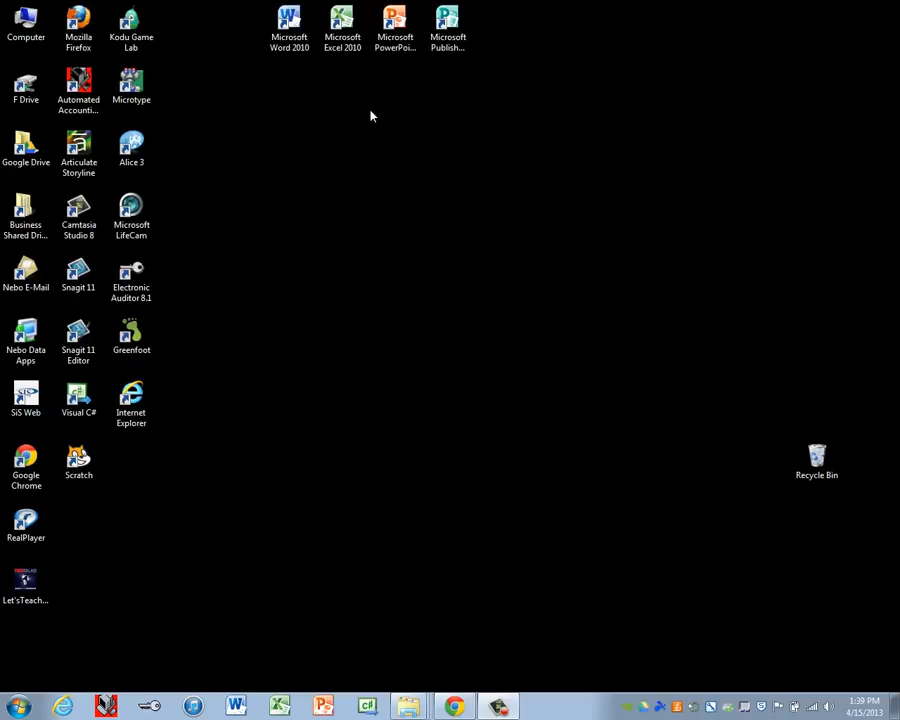 Computer
Mozilla
Firefox
Kodu Game
Lab
Microsoft
Word 2010
Microsoft
Excel 2010
Microsoft
PowerPoi...
Microsoft
Publish...
F Drive
Automated
Accounti...
Microtype
Google Drive
Articulate
Storyline
Alice 3
Business
Shared Dri...
Camtasia
Studio 8
Microsoft
LifeCam
Nebo E-Mail
Snagit 11
Electronic
Auditor 8.1
Nebo Data
Apps
Snagit 11
Editor
Greenfoot
SiS Web
Visual C#
Internet
Explorer
Google
Chrome
Scratch
Recycle Bin
RealPlayer
Let'sTeach...
1:39 PM
4/15/2013